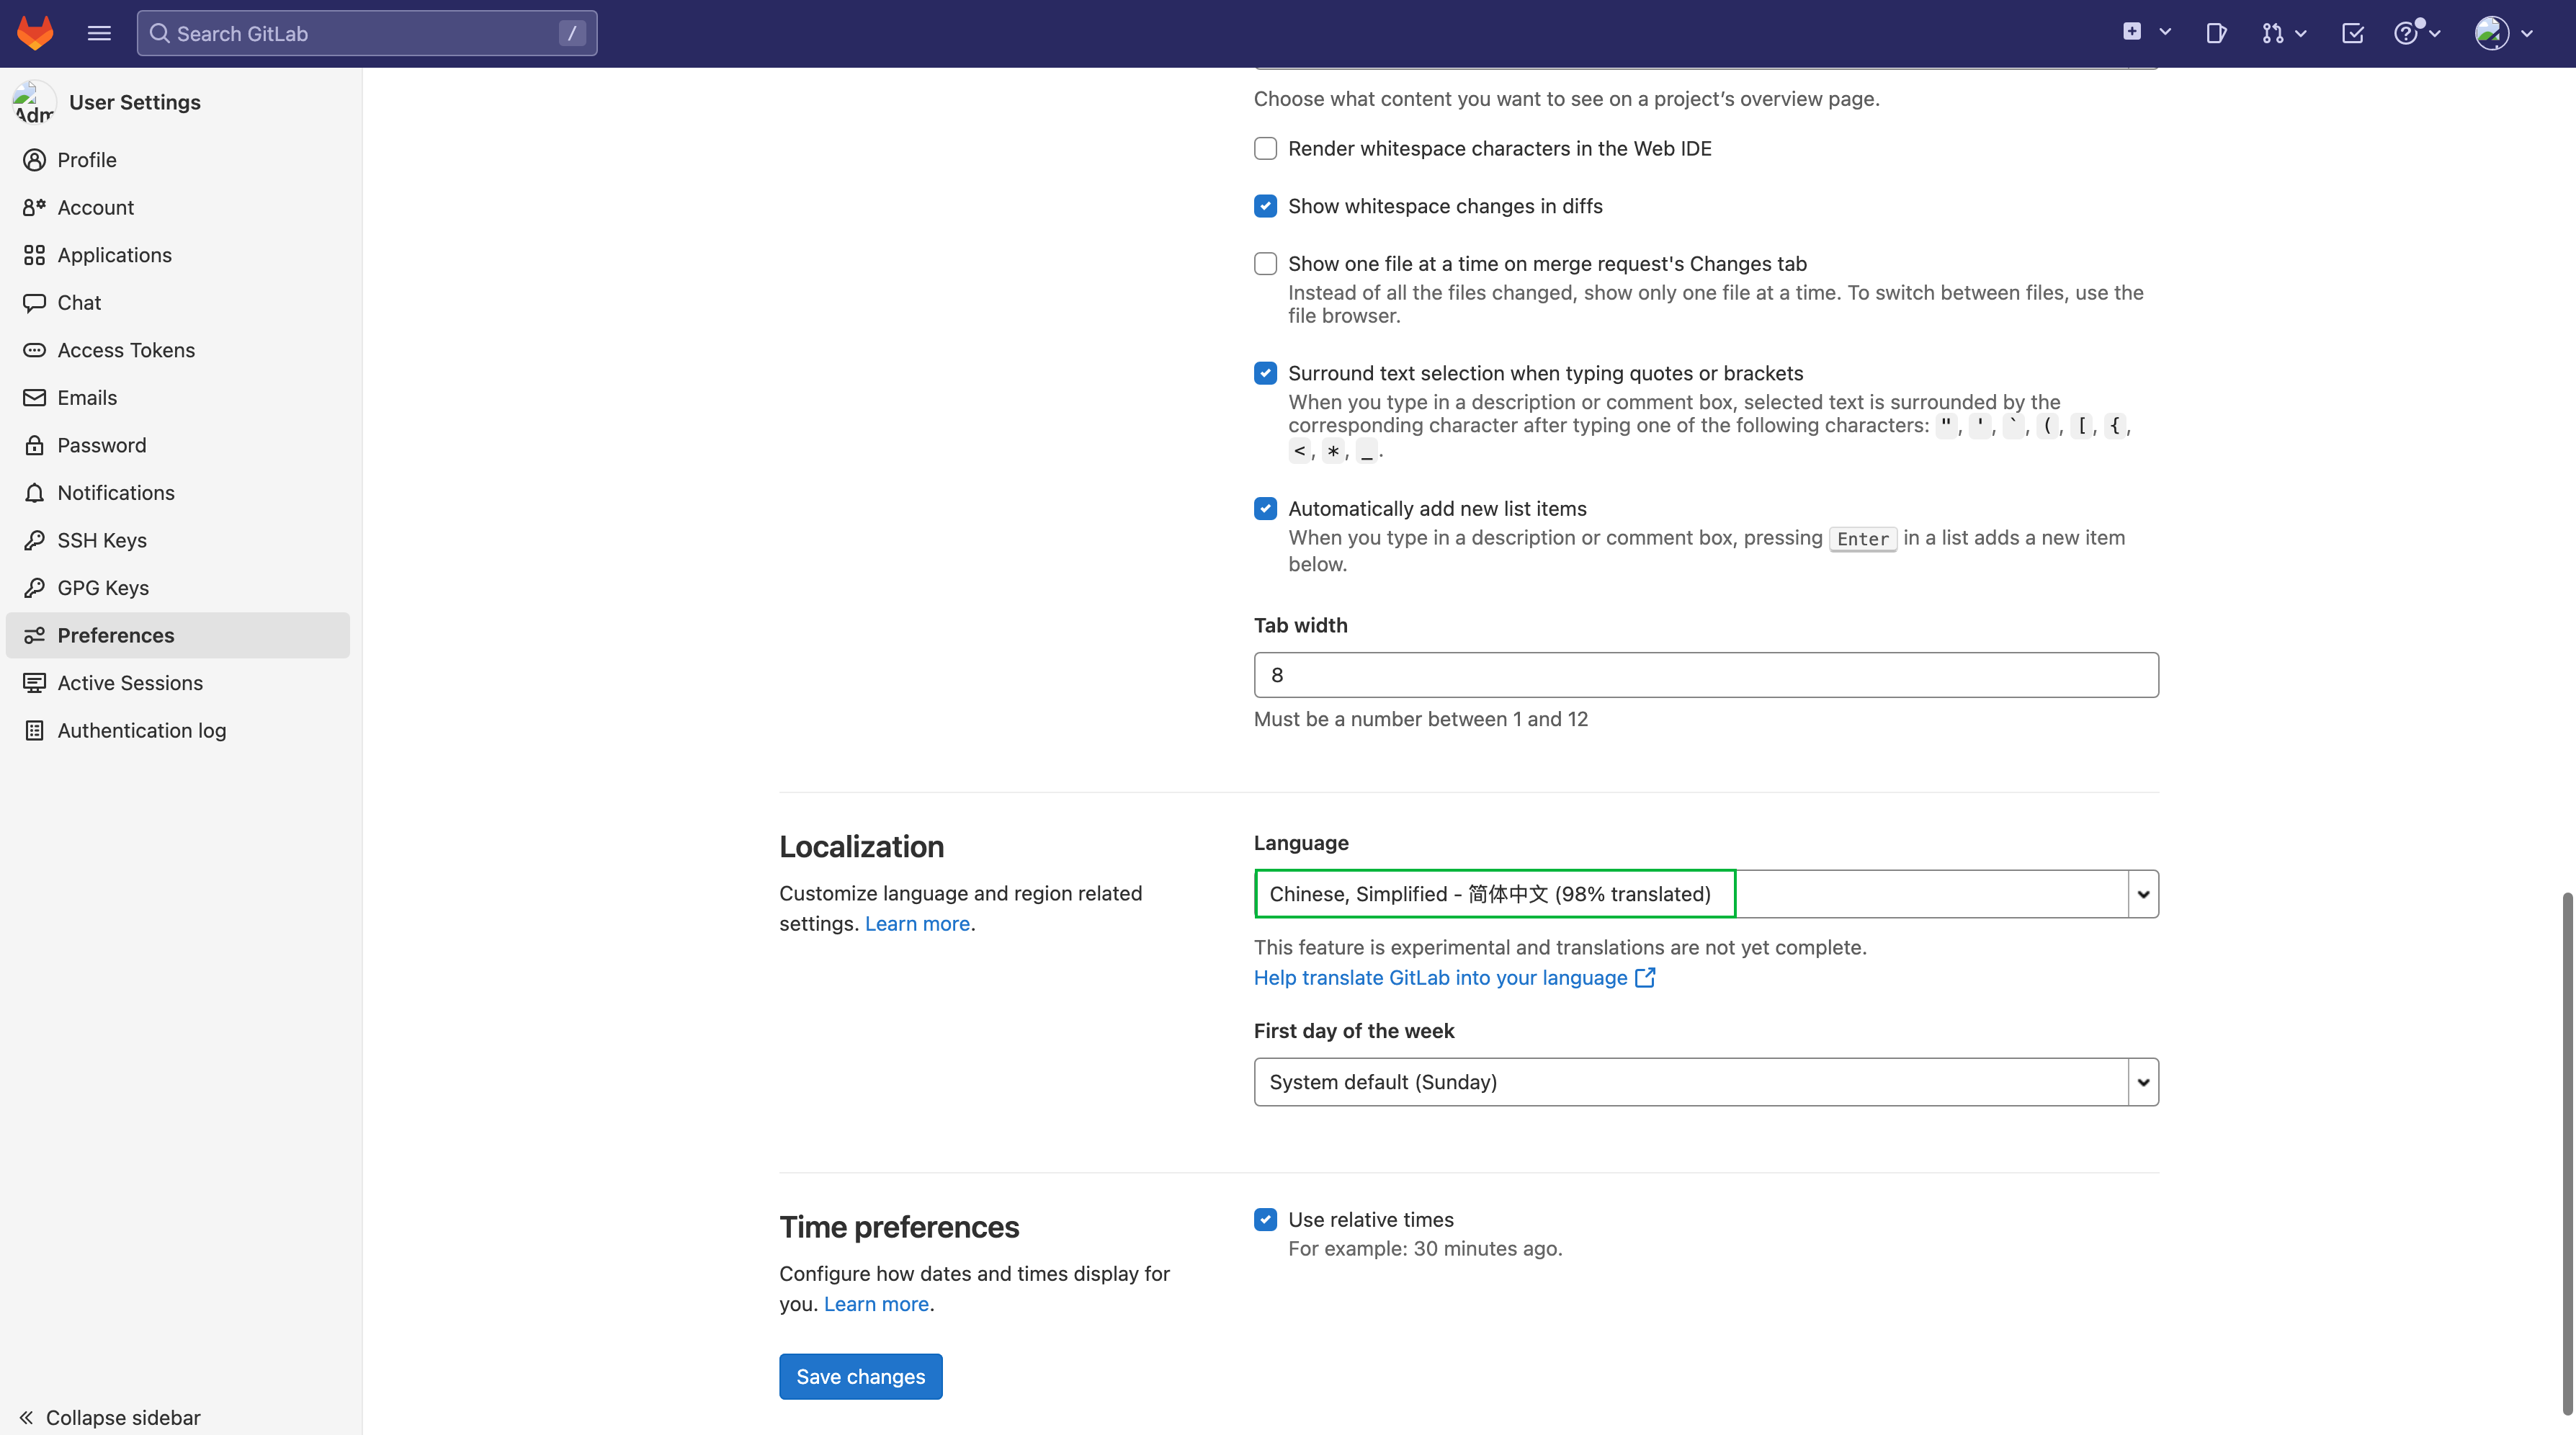 Search GitLab
/
Adm
User Settings
Profile
Account
Applications
Chat
Access Tokens
Emails
Password
Notifications
SSH Keys
GPG Keys
Preferences
Active Sessions
Authentication log
Collapse sidebar
Choose what content you want to see on a project’s overview page.
Render whitespace characters in the Web IDE
Show whitespace changes in diffs
Show one file at a time on merge request's Changes tab
Instead of all the files changed, show only one file at a time. To switch between files, use the
file browser.
Surround text selection when typing quotes or brackets
When you type in a description or comment box, selected text is surrounded by the
corresponding character after typing one of the following characters: ", ', `, (, [, {,
<, *, _.
Automatically add new list items
When you type in a description or comment box, pressing Enter in a list adds a new item
below.
Tab width
8
Must be a number between 1 and 12
Localization
Customize language and region related
settings. Learn more.
Language
Chinese, Simplified - 简体中文 (98% translated)
This feature is experimental and translations are not yet complete.
Help translate GitLab into your language
First day of the week
System default (Sunday)
Time preferences
Configure how dates and times display for
you. Learn more.
Use relative times
For example: 30 minutes ago.
Save changes